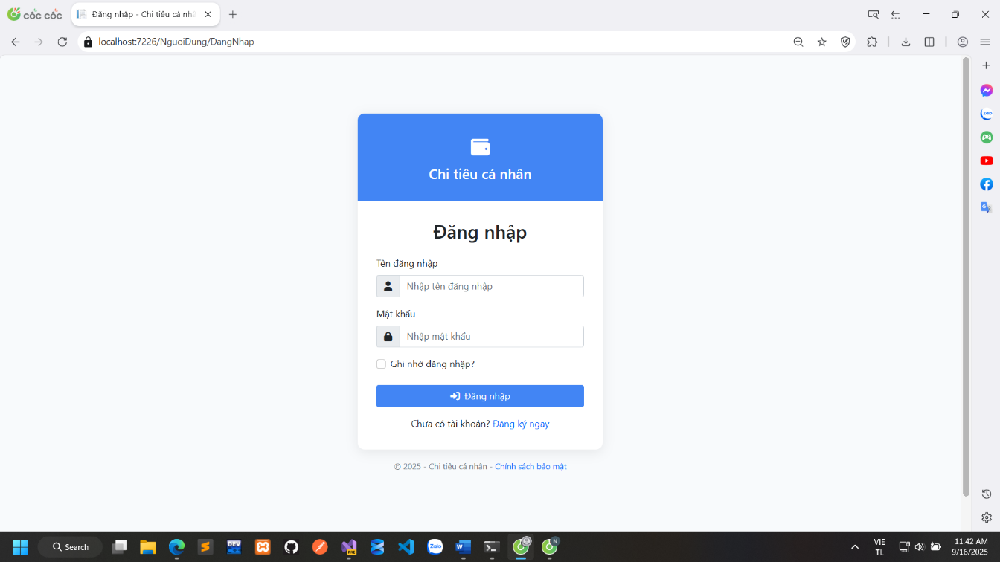 cốc cốc
Đăng nhập - Chi tiêu cá nhâ
localhost:7226/NguoiDung/DangNhap
Zalo
Chi tiêu cá nhân
Đăng nhập
Tên đăng nhập
Nhập tên đăng nhập
Mật khẩu
Nhập mật khẩu
Ghi nhớ đăng nhập?
Đăng nhập
Chưa có tài khoản? Đăng ký ngay
© 2025 - Chi tiêu cá nhân - Chính sách bảo mật
Search
DEV
Zalo
N
VIE
TL
11:42 AM
9/16/2025